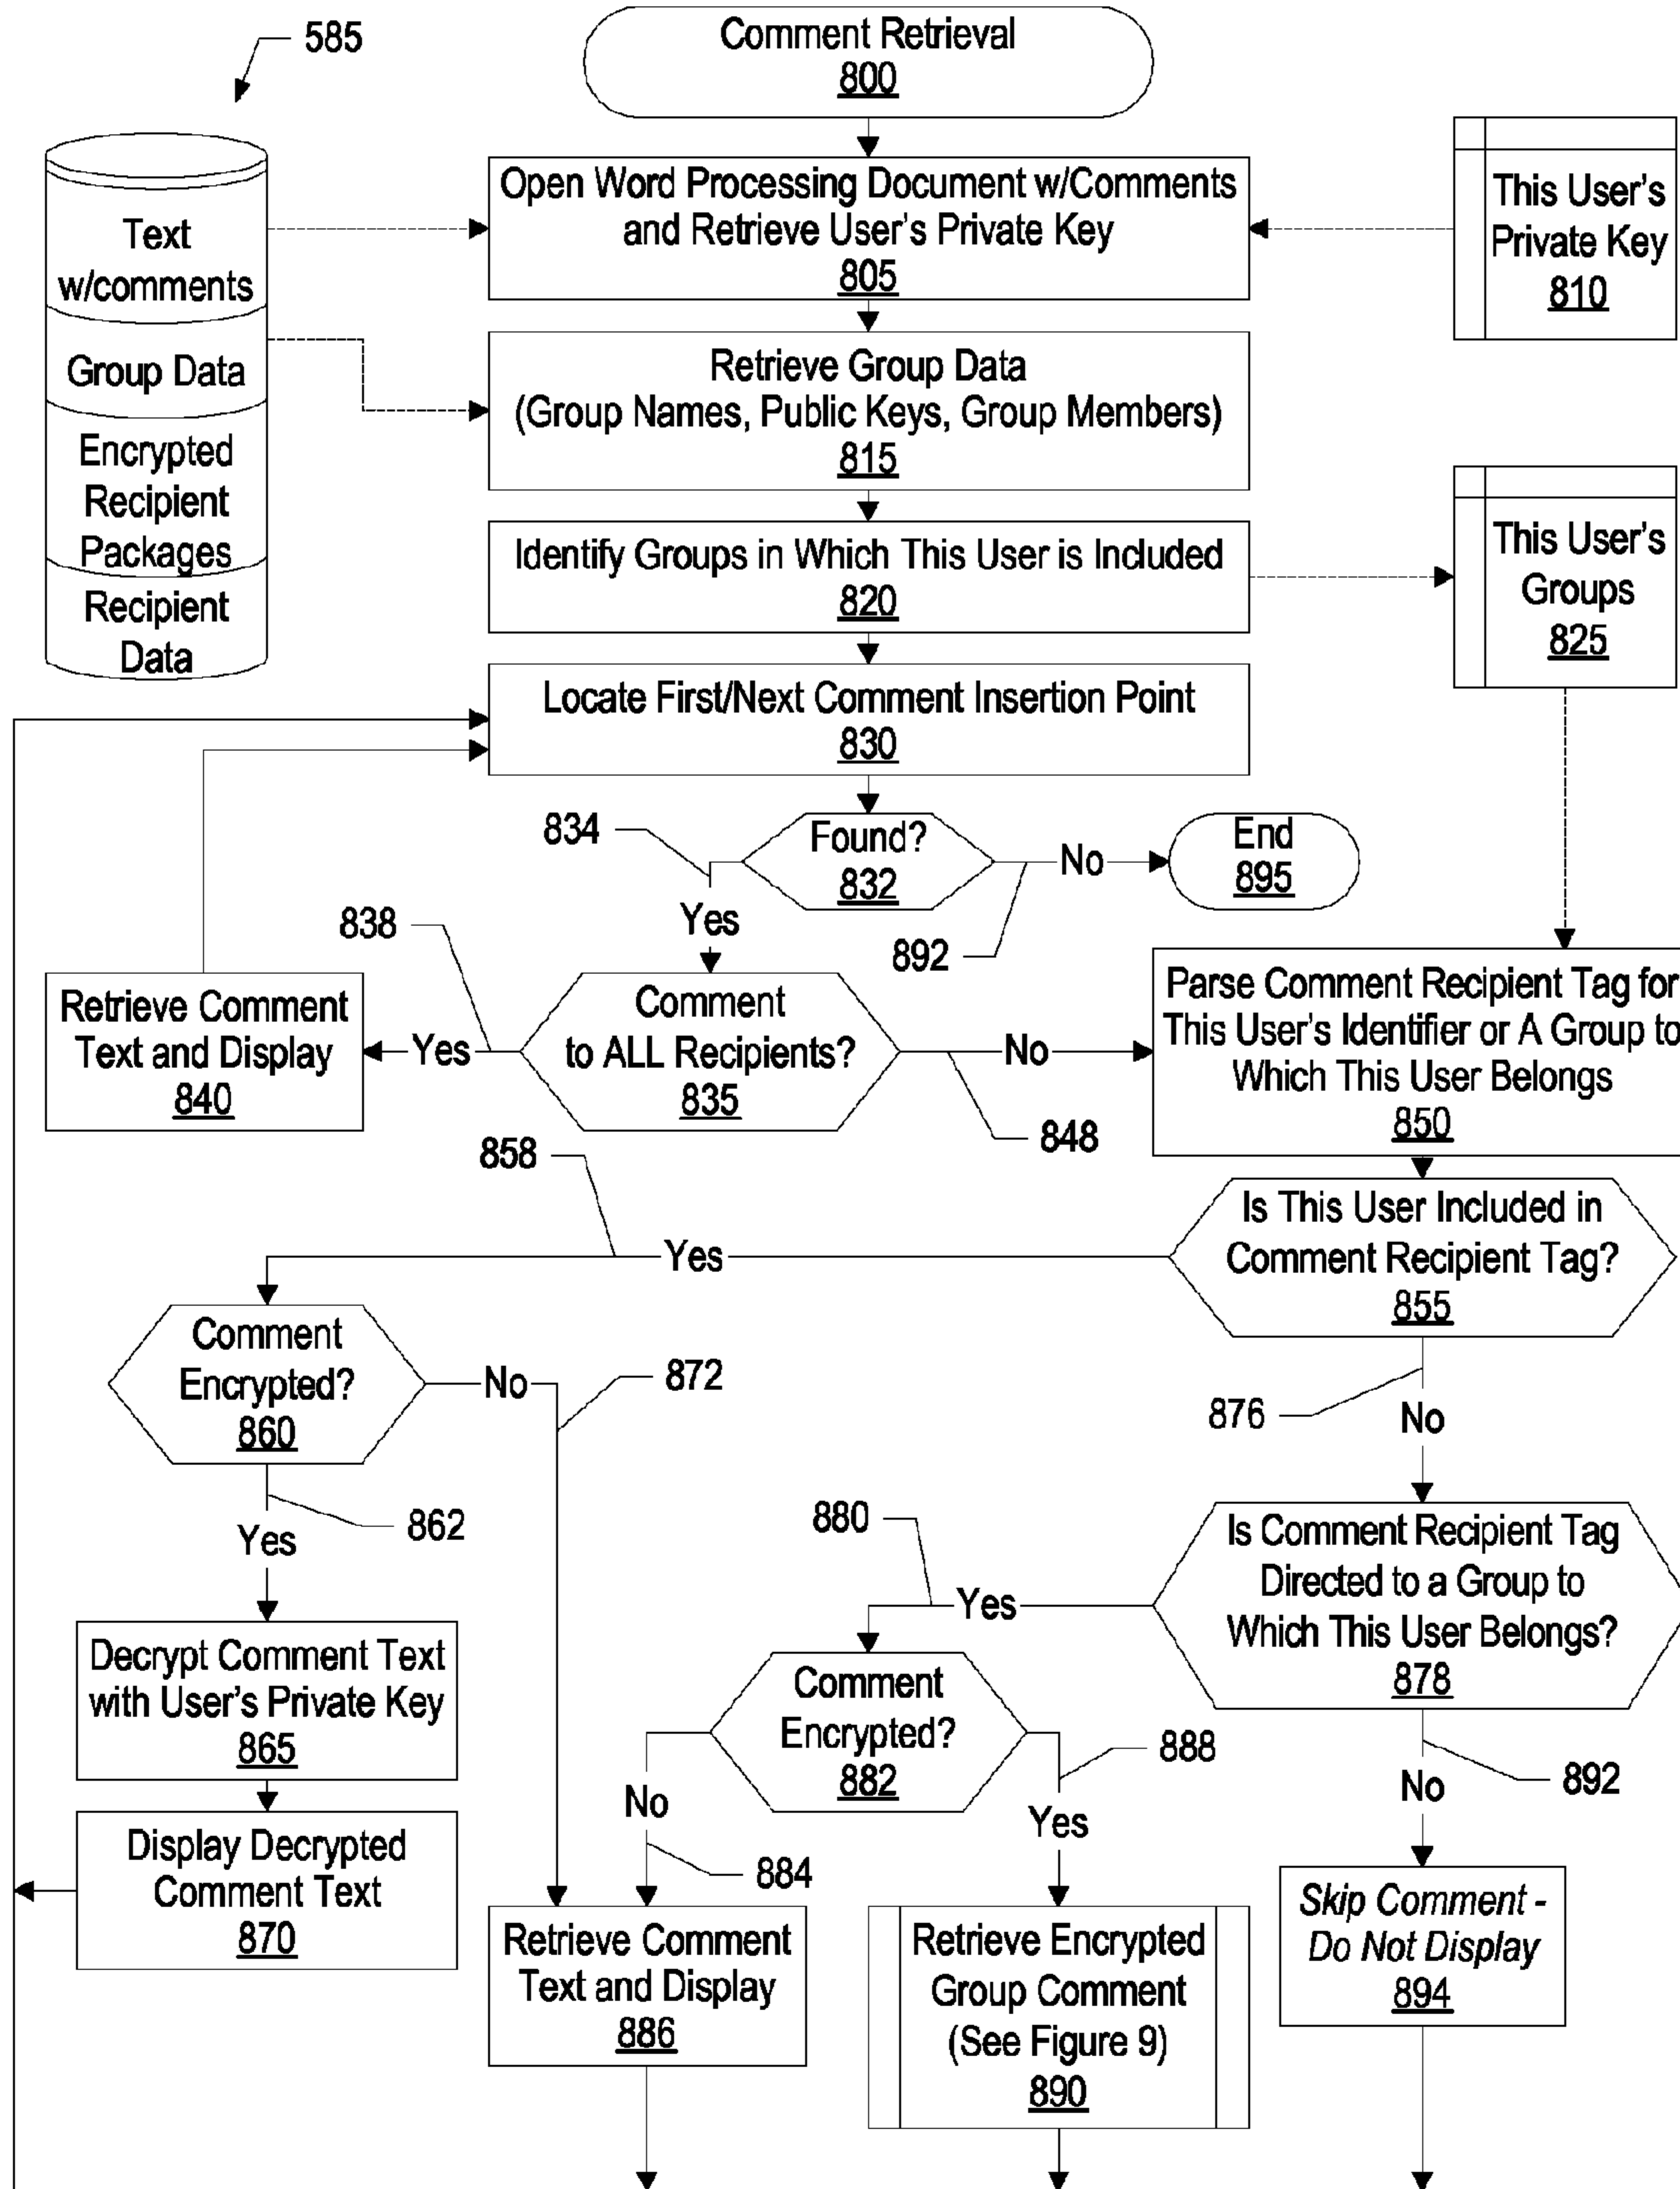 585
Comment Retrieval
800
Open Word Processing Document w/Comments
and Retrieve User's Private Key
805
This User's
Private Key
810
Text
w/comments
Group Data
Encrypted
Recipient
Packages
Recipient
Data
Retrieve Group Data
(Group Names, Public Keys, Group Members)
815
Identify Groups in Which This User is Included
820
This User's
Groups
825
Locate First/Next Comment Insertion Point
830
834
Found?
832
No
End
895
Yes
892
838
Retrieve Comment
Text and Display
840
Yes
Comment
to ALL Recipients?
835
No
848
Parse Comment Recipient Tag for
This User's Identifier or A Group to
Which This User Belongs
850
858
Yes
Is This User Included in
Comment Recipient Tag?
855
Comment
Encrypted?
860
No
872
876
No
862
Yes
880
Yes
Is Comment Recipient Tag
Directed to a Group to
Which This User Belongs?
878
Decrypt Comment Text
with User's Private Key
865
Comment
Encrypted?
882
888
No
Yes
892
No
884
Display Decrypted
Comment Text
870
Retrieve Comment
Text and Display
886
Retrieve Encrypted
Group Comment
(See Figure 9)
890
Skip Comment -
Do Not Display
894